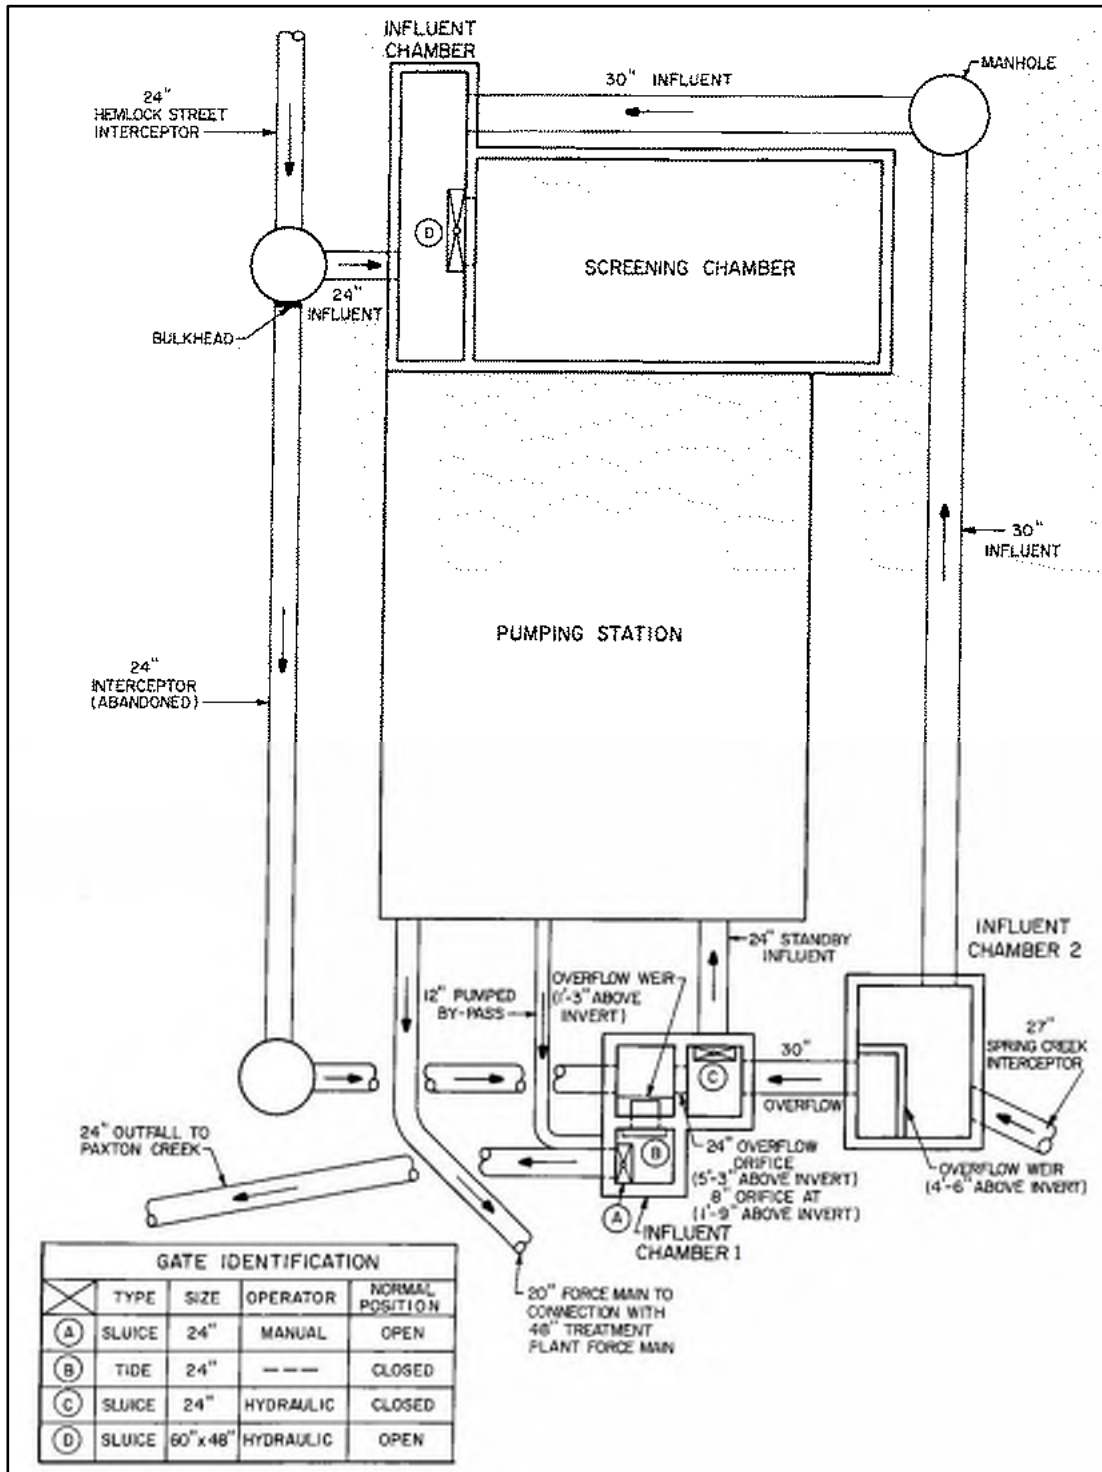 INFLUENT
CHAMBER
30" INFLUENT
MANHOLE
24"
HEMLOCK STREET
INTERCEPTOR
D
SCREENING CHAMBER
24"
INFLUENT
BULKHEAD
30"
INFLUENT
PUMPING STATION
24"
INTERCEPTOR
(ABANDONED)
INFLUENT
CHAMBER 2
24" STANDBY
INFLUENT
12" PUMPED
BY-PASS
OVERFLOW WEIR
(1'-3" ABOVE
INVERT)
27"
SPRING CREEK
INTERCEPTOR
30"
OVERFLOW
C
B
A
24" OUTFALL TO
PAXTON CREEK
24" OVERFLOW
ORIFICE
(5'-3" ABOVE INVERT)
8" ORIFICE AT
(1'-9" ABOVE INVERT)
OVERFLOW WEIR
(4'-6" ABOVE INVERT)
INFLUENT
CHAMBER 1
20" FORCE MAIN TO
CONNECTION WITH
48" TREATMENT
PLANT FORCE MAIN
GATE IDENTIFICATION
TYPE SIZE OPERATOR NORMAL POSITION
A SLUICE 24" MANUAL OPEN
B TIDE 24" --- CLOSED
C SLUICE 24" HYDRAULIC CLOSED
D SLUICE 60"x48" HYDRAULIC OPEN